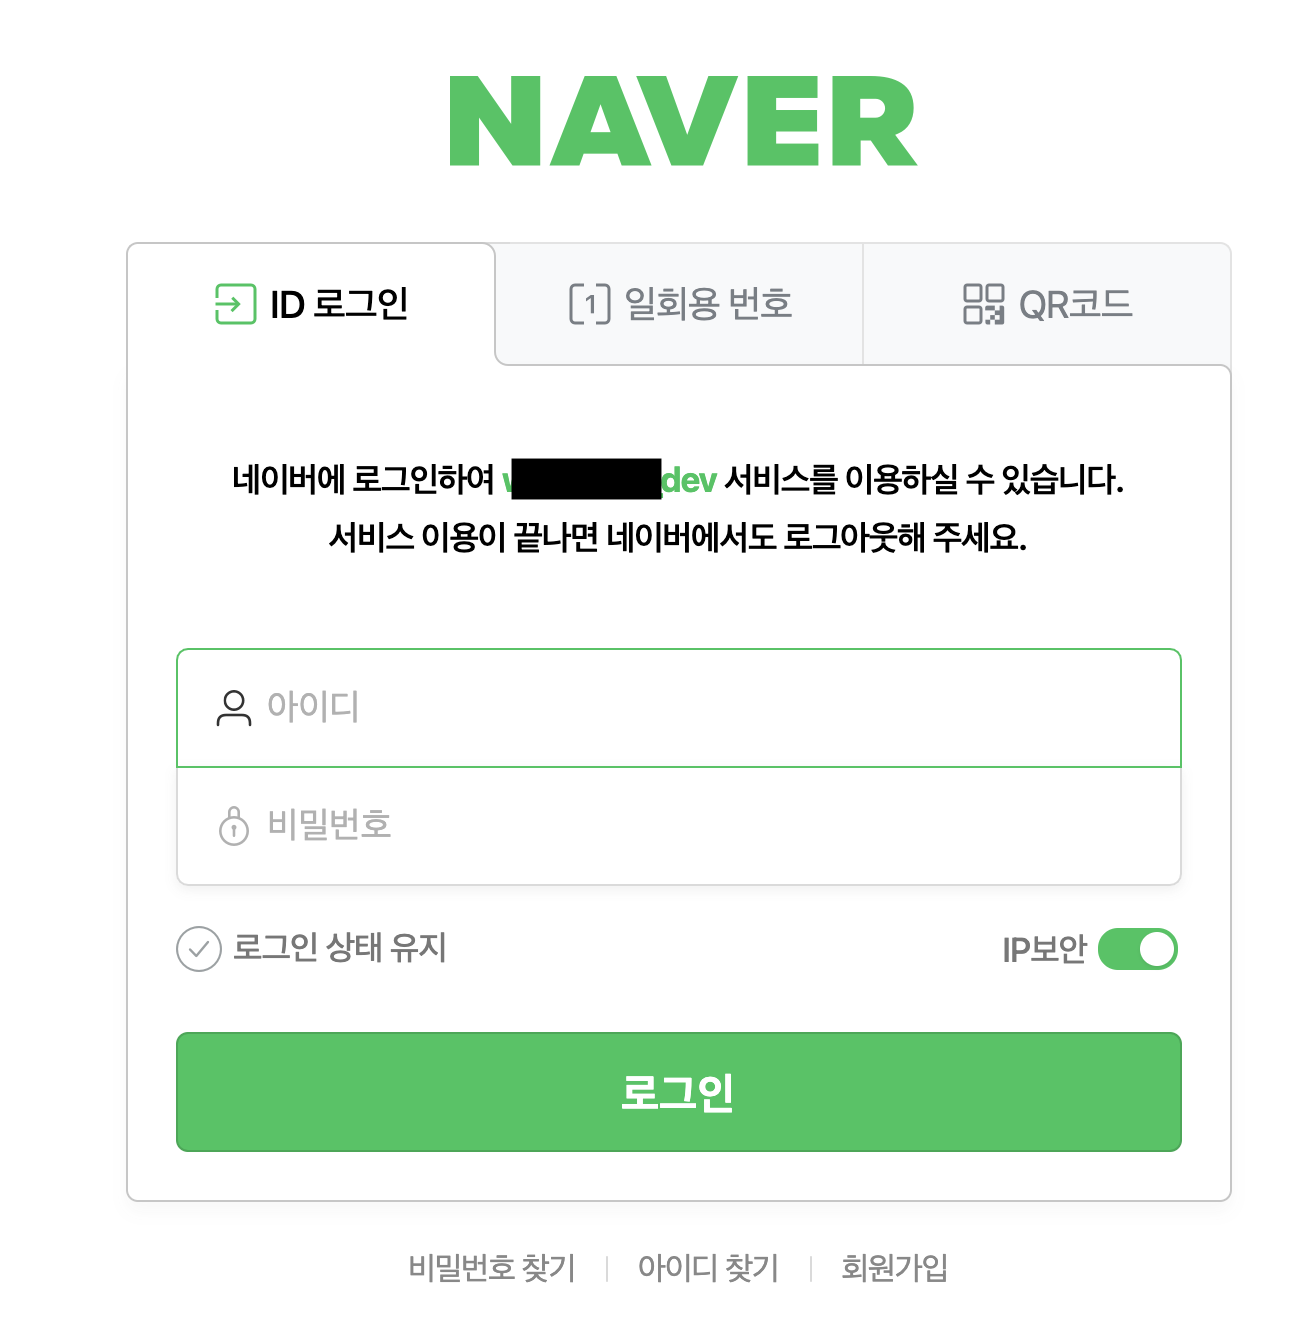 NAVER
ID 로그인
1 일회용 번호
QR코드
네이버에 로그인하여 dev 서비스를 이용하실 수 있습니다.
서비스 이용이 끝나면 네이버에서도 로그아웃해 주세요.
아이디
비밀번호
로그인 상태 유지
IP보안
로그인
비밀번호 찾기
아이디 찾기
회원가입